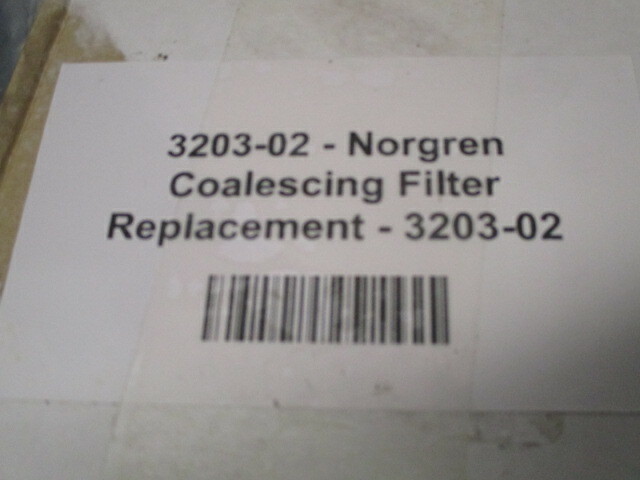 3203-02 - Norgren
Coalescing Filter
Replacement - 3203-02